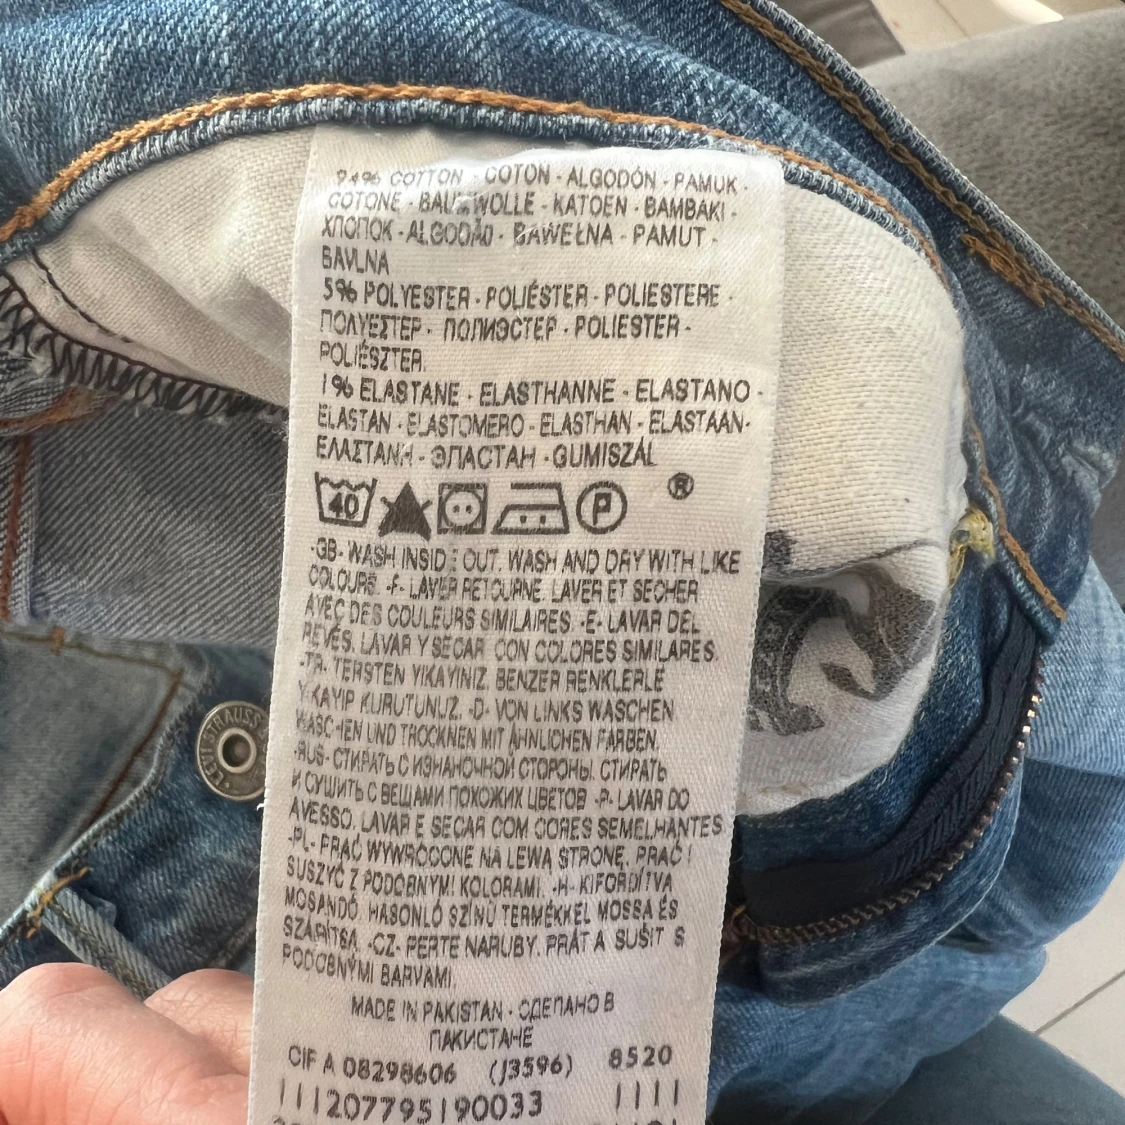 94% COTTON - COTON - ALGODÓN - PAMUK -
COTONE - BAUMWOLLE - KATOEN - BAMBAKI -
ХЛОПОК - ALGODÃO - BAWEŁNA - PAMUT -
BAVLNA
5% POLYESTER - POLIÉSTER - POLIESTERE -
ΠΟΛΥΕΣΤΕΡ - ПОЛИЭСТЕР - POLIESTER -
POLIÉSZTER.
1% ELASTANE - ELASTHANNE - ELASTANO -
ELASTAN - ELASTOMERO - ELASTHAN - ELASTAAN-
ΕΛΑΣΤΑΝΗ - ЭЛАСТАН - GUMISZÁL
40 P ®
-GB- WASH INSIDE OUT. WASH AND DRY WITH LIKE
COLOURS. -F- LAVER RETOURNE. LAVER ET SECHER
AVEC DES COULEURS SIMILAIRES. -E- LAVAR DEL
REVÉS. LAVAR Y SECAR CON COLORES SIMILARES.
-TR- TERSTEN YIKAYINIZ. BENZER RENKLERLE
YIKAYIP KURUTUNUZ. -D- VON LINKS WASCHEN
WASCHEN UND TROCKNEN MIT ÄHNLICHEN FARBEN.
-RUS- СТИРАТЬ С ИЗНАНОЧНОЙ СТОРОНЫ. СТИРАТЬ
И СУШИТЬ С ВЕЩАМИ ПОХОЖИХ ЦВЕТОВ -P- LAVAR DO
AVESSO. LAVAR E SECAR COM CORES SEMELHANTES
-PL- PRAĆ WYWRÓCONE NA LEWĄ STRONĘ. PRAĆ I
SUSZYĆ Z PODOBNYMI KOLORAMI. -H- KIFORDÍTVA
MOSANDÓ. HASONLÓ SZÍNŰ TERMÉKKEL MOSSA ÉS
SZÁRÍTSA. -CZ- PERTE NARUBY. PRÁT A SUŠIT S
PODOBNÝMI BARVAMI.
MADE IN PAKISTAN - СДЕЛАНО В
ПАКИСТАНЕ
CIF A 08298606 (J3596) 8520
111207795190033 1111
LEVI STRAUSS &